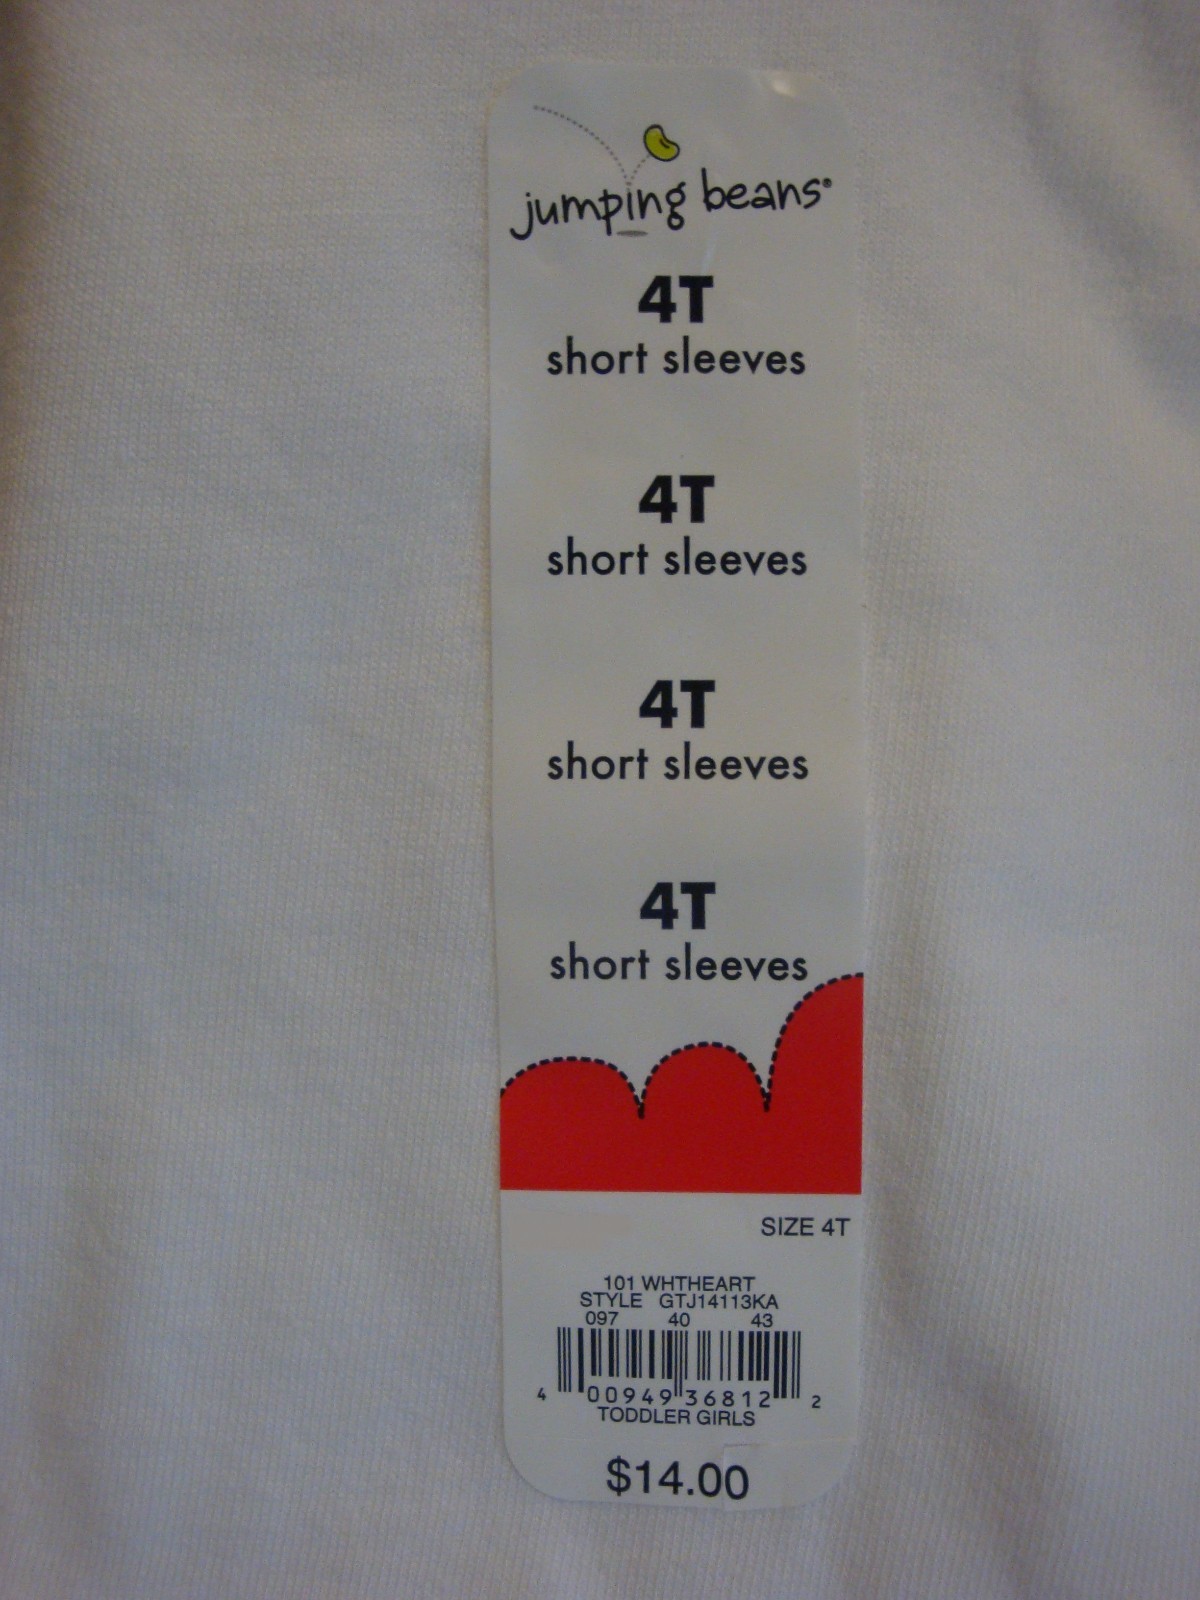 jumping beans®
4T
short sleeves
4T
short sleeves
4T
short sleeves
4T
short sleeves
SIZE 4T
101 WHTHEART
STYLE GTJ14113KA
097 40 43
4 00949 36812 2
TODDLER GIRLS
$14.00